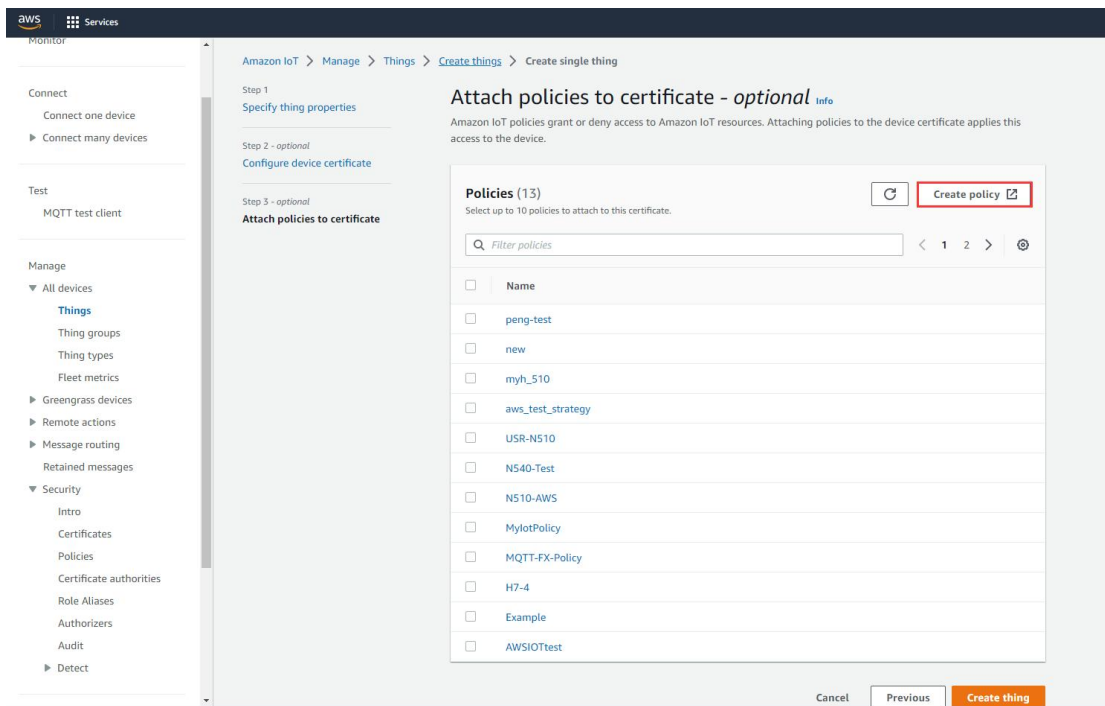 aws
Services
Monitor
Connect
Connect one device
Connect many devices
Test
MQTT test client
Manage
All devices
Things
Thing groups
Thing types
Fleet metrics
Greengrass devices
Remote actions
Message routing
Retained messages
Security
Intro
Certificates
Policies
Certificate authorities
Role Aliases
Authorizers
Audit
Detect
Amazon IoT > Manage > Things > Create things > Create single thing
Step 1
Specify thing properties
Step 2 - optional
Configure device certificate
Step 3 - optional
Attach policies to certificate
Attach policies to certificate - optional Info
Amazon IoT policies grant or deny access to Amazon IoT resources. Attaching policies to the device certificate applies this
access to the device.
Policies (13)
Select up to 10 policies to attach to this certificate.
Create policy
Filter policies
< 1 2 >
Name
peng-test
new
myh_510
aws_test_strategy
USR-N510
N540-Test
N510-AWS
MyIotPolicy
MQTT-FX-Policy
H7-4
Example
AWSIOTtest
Cancel
Previous
Create thing